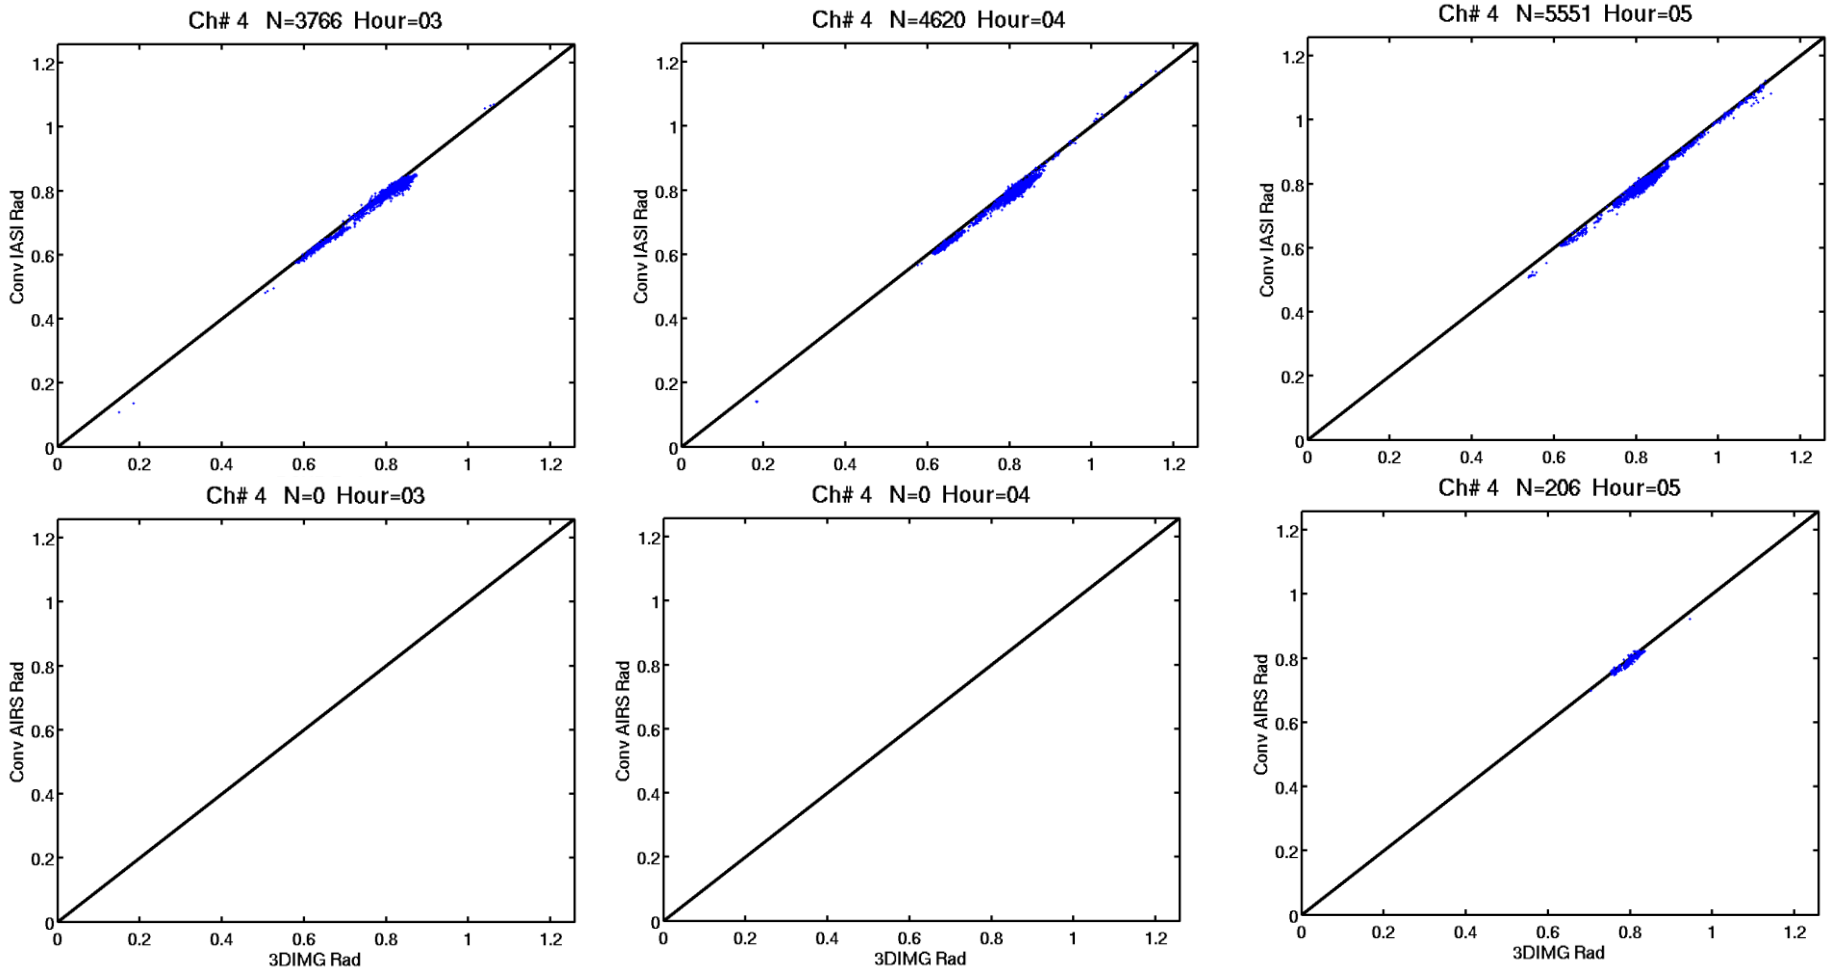 Ch# 4 N=3766 Hour=03
Conv IASI Rad
1.2
1
0.8
0.6
0.4
0.2
0
0 0.2 0.4 0.6 0.8 1 1.2
Ch# 4 N=4620 Hour=04
Conv IASI Rad
1.2
1
0.8
0.6
0.4
0.2
0
0 0.2 0.4 0.6 0.8 1 1.2
Ch# 4 N=5551 Hour=05
Conv IASI Rad
1.2
1
0.8
0.6
0.4
0.2
0
0 0.2 0.4 0.6 0.8 1 1.2
Ch# 4 N=0 Hour=03
Conv AIRS Rad
1.2
1
0.8
0.6
0.4
0.2
0
0 0.2 0.4 0.6 0.8 1 1.2
3DIMG Rad
Ch# 4 N=0 Hour=04
Conv AIRS Rad
1.2
1
0.8
0.6
0.4
0.2
0
0 0.2 0.4 0.6 0.8 1 1.2
3DIMG Rad
Ch# 4 N=206 Hour=05
Conv AIRS Rad
1.2
1
0.8
0.6
0.4
0.2
0
0 0.2 0.4 0.6 0.8 1 1.2
3DIMG Rad